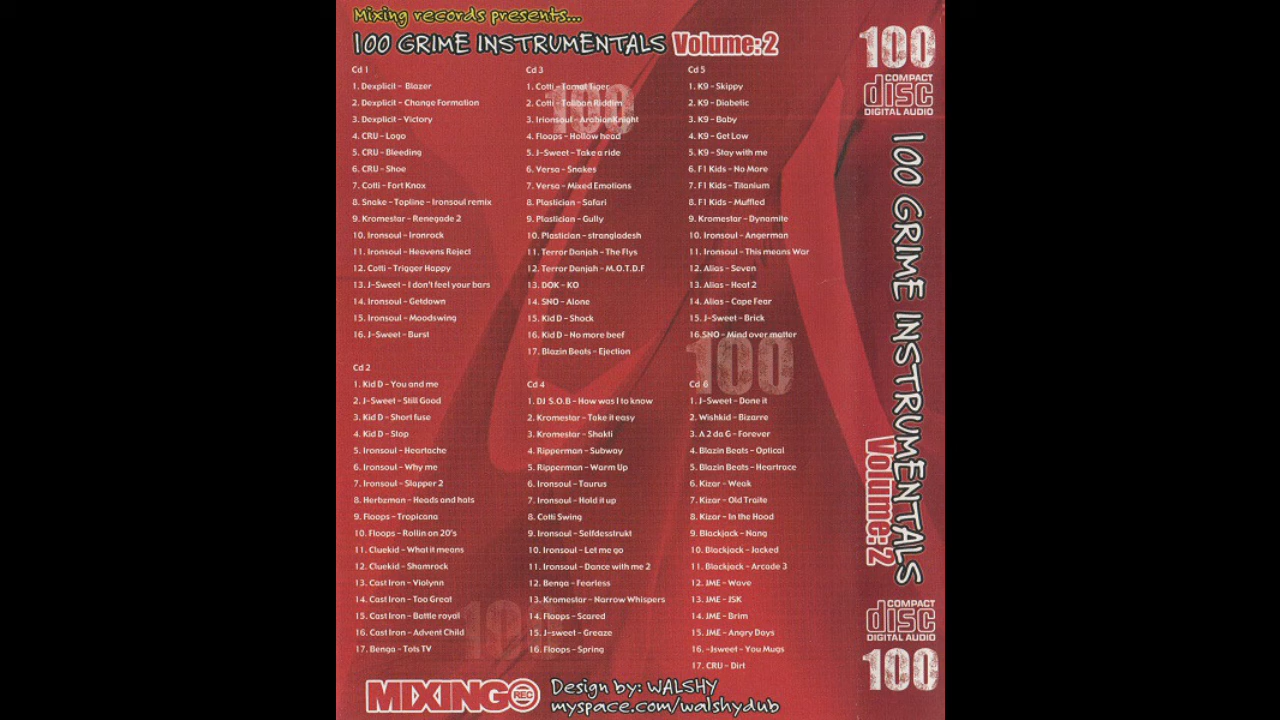 Mixing records presents...
100 GRIME INSTRUMENTALS Volume:2
Cd 1
1. Dexplicit - Blazer
2. Dexplicit - Change Formation
3. Dexplicit - Victory
4. CRU - Logo
5. CRU - Bleeding
6. CRU - Shoe
7. Cotti - Fort Knox
8. Snake - Topline - Ironsoul remix
9. Kromestar - Renegade 2
10. Ironsoul - Ironrock
11. Ironsoul - Heavens Reject
12. Cotti - Trigger Happy
13. J-Sweet - I don't feel your bars
14. Ironsoul - Getdown
15. Ironsoul - Moodswing
16. J-Sweet - Burst
Cd 2
1. Kid D - You and me
2. J-Sweet - Still Good
3. Kid D - Short fuse
4. Kid D - Stop
5. Ironsoul - Heartache
6. Ironsoul - Why me
7. Ironsoul - Slapper 2
8. Herbzman - Heads and hats
9. Floops - Tropicana
10. Floops - Rollin on 20's
11. Cluekid - What it means
12. Cluekid - Shamrock
13. Cast Iron - Violynn
14. Cast Iron - Too Great
15. Cast Iron - Battle royal
16. Cast Iron - Advent Child
17. Benga - Tots TV
Cd 3
1. Cotti - Tamal Tiger
2. Cotti - Taliban Riddim
3. Irionsoul - ArabianKnight
4. Floops - Hollow head
5. J-Sweet - Take a ride
6. Versa - Snakes
7. Versa - Mixed Emotions
8. Plastician - Safari
9. Plastician - Gully
10. Plastician - strangladesh
11. Terror Danjah - The Flys
12. Terror Danjah - M.O.T.D.F
13. DOK - KO
14. SNO - Alone
15. Kid D - Shock
16. Kid D - No more beef
17. Blazin Beats - Ejection
Cd 4
1. DJ S.O.B - How was I to know
2. Kromestar - Take it easy
3. Kromestar - Shakti
4. Ripperman - Subway
5. Ripperman - Warm Up
6. Ironsoul - Taurus
7. Ironsoul - Hold it up
8. Cotti Swing
9. Ironsoul - Selfdesstrukt
10. Ironsoul - Let me go
11. Ironsoul - Dance with me 2
12. Benga - Fearless
13. Kromestar - Narrow Whispers
14. Floops - Scared
15. J-sweet - Greaze
16. Floops - Spring
Cd 5
1. K9 - Skippy
2. K9 - Diabetic
3. K9 - Baby
4. K9 - Get Low
5. K9 - Stay with me
6. F1 Kids - No More
7. F1 Kids - Titanium
8. F1 Kids - Muffled
9. Kromestar - Dynamite
10. Ironsoul - Angerman
11. Ironsoul - This means War
12. Alias - Seven
13. Alias - Heat 2
14. Alias - Cape Fear
15. J-Sweet - Brick
16. SNO - Mind over matter
Cd 6
1. J-Sweet - Done it
2. Wishkid - Bizarre
3. A 2 da G - Forever
4. Blazin Beats - Optical
5. Blazin Beats - Heartrace
6. Kizar - Weak
7. Kizar - Old Traite
8. Kizar - In the Hood
9. Blackjack - Nang
10. Blackjack - Jacked
11. Blackjack - Arcade 3
12. JME - Wave
13. JME - JSK
14. JME - Brim
15. JME - Angry Days
16. -Jsweet - You Mugs
17. CRU - Dirt
100
100
100
MIXING REC
Design by: WALSHY
myspace.com/walshydub
100
COMPACT
disc
DIGITAL AUDIO
100 GRIME INSTRUMENTALS
Volume:2
COMPACT
disc
DIGITAL AUDIO
100